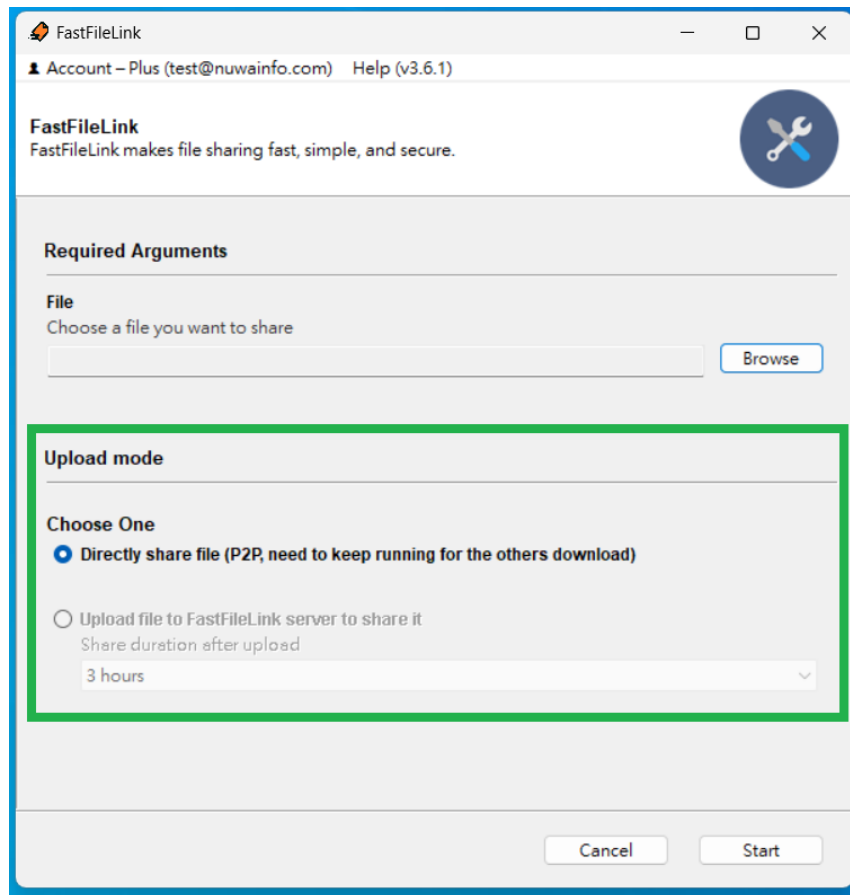 FastFileLink
Account – Plus (test@nuwainfo.com) Help (v3.6.1)
FastFileLink
FastFileLink makes file sharing fast, simple, and secure.
Required Arguments
File
Choose a file you want to share
Browse
Upload mode
Choose One
Directly share file (P2P, need to keep running for the others download)
Upload file to FastFileLink server to share it
Share duration after upload
3 hours
Cancel Start